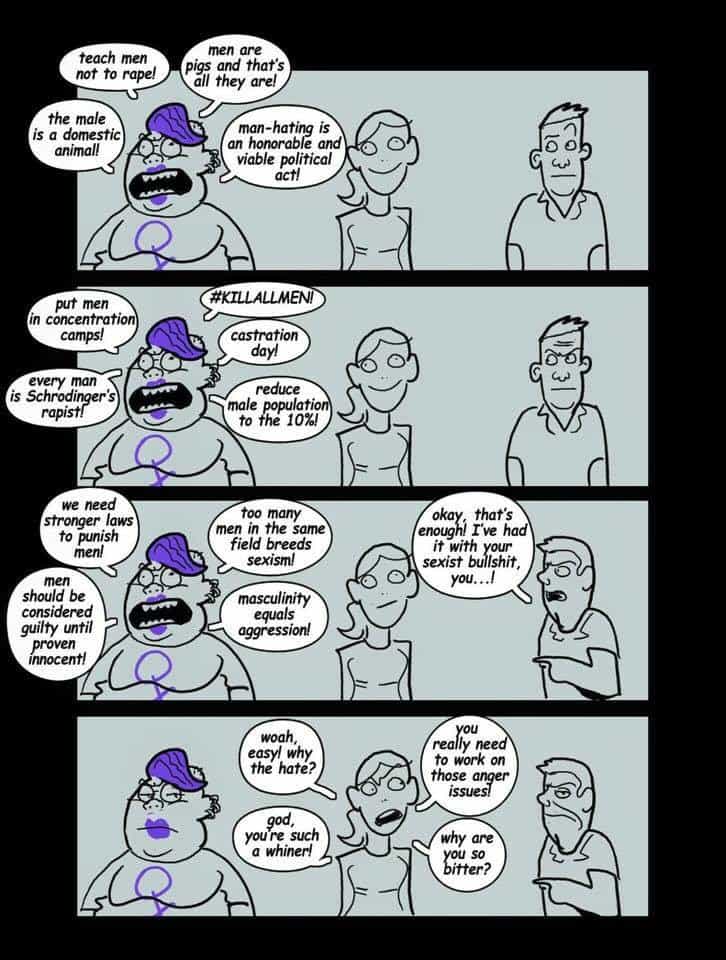 teach men
not to rape!
men are
pigs and that's
all they are!
the male
is a domestic
animal!
man-hating is
an honorable and
viable political
act!
put men
in concentration
camps!
#KILLALLMEN!
castration
day!
every man
is Schrodinger's
rapist!
reduce
male population
to the 10%!
we need
stronger laws
to punish
men!
too many
men in the same
field breeds
sexism!
okay, that's
enough! I've had
it with your
sexist bullshit,
you...!
men
should be
considered
guilty until
proven
innocent!
masculinity
equals
aggression!
woah,
easy! why
the hate?
you
really need
to work on
those anger
issues!
god,
you're such
a whiner!
why are
you so
bitter?